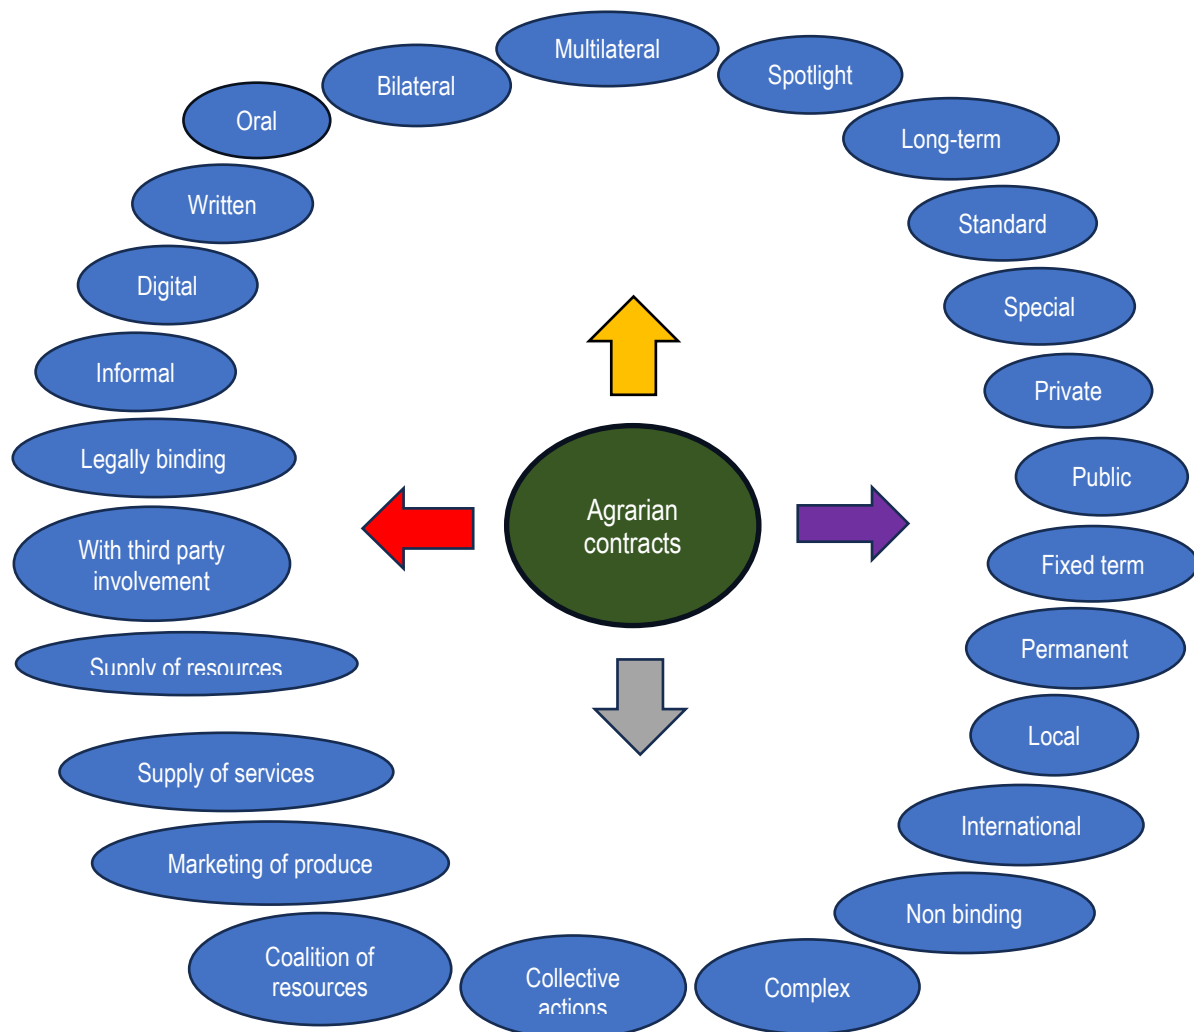 Multilateral
Spotlight
Bilateral
Long-term
Oral
Written
Standard
Digital
Special
Informal
Private
Legally binding
Public
Agrarian
contracts
With third party
involvement
Fixed term
Permanent
Supply of resources
Local
Supply of services
International
Marketing of produce
Non binding
Coalition of
resources
Collective
actions
Complex